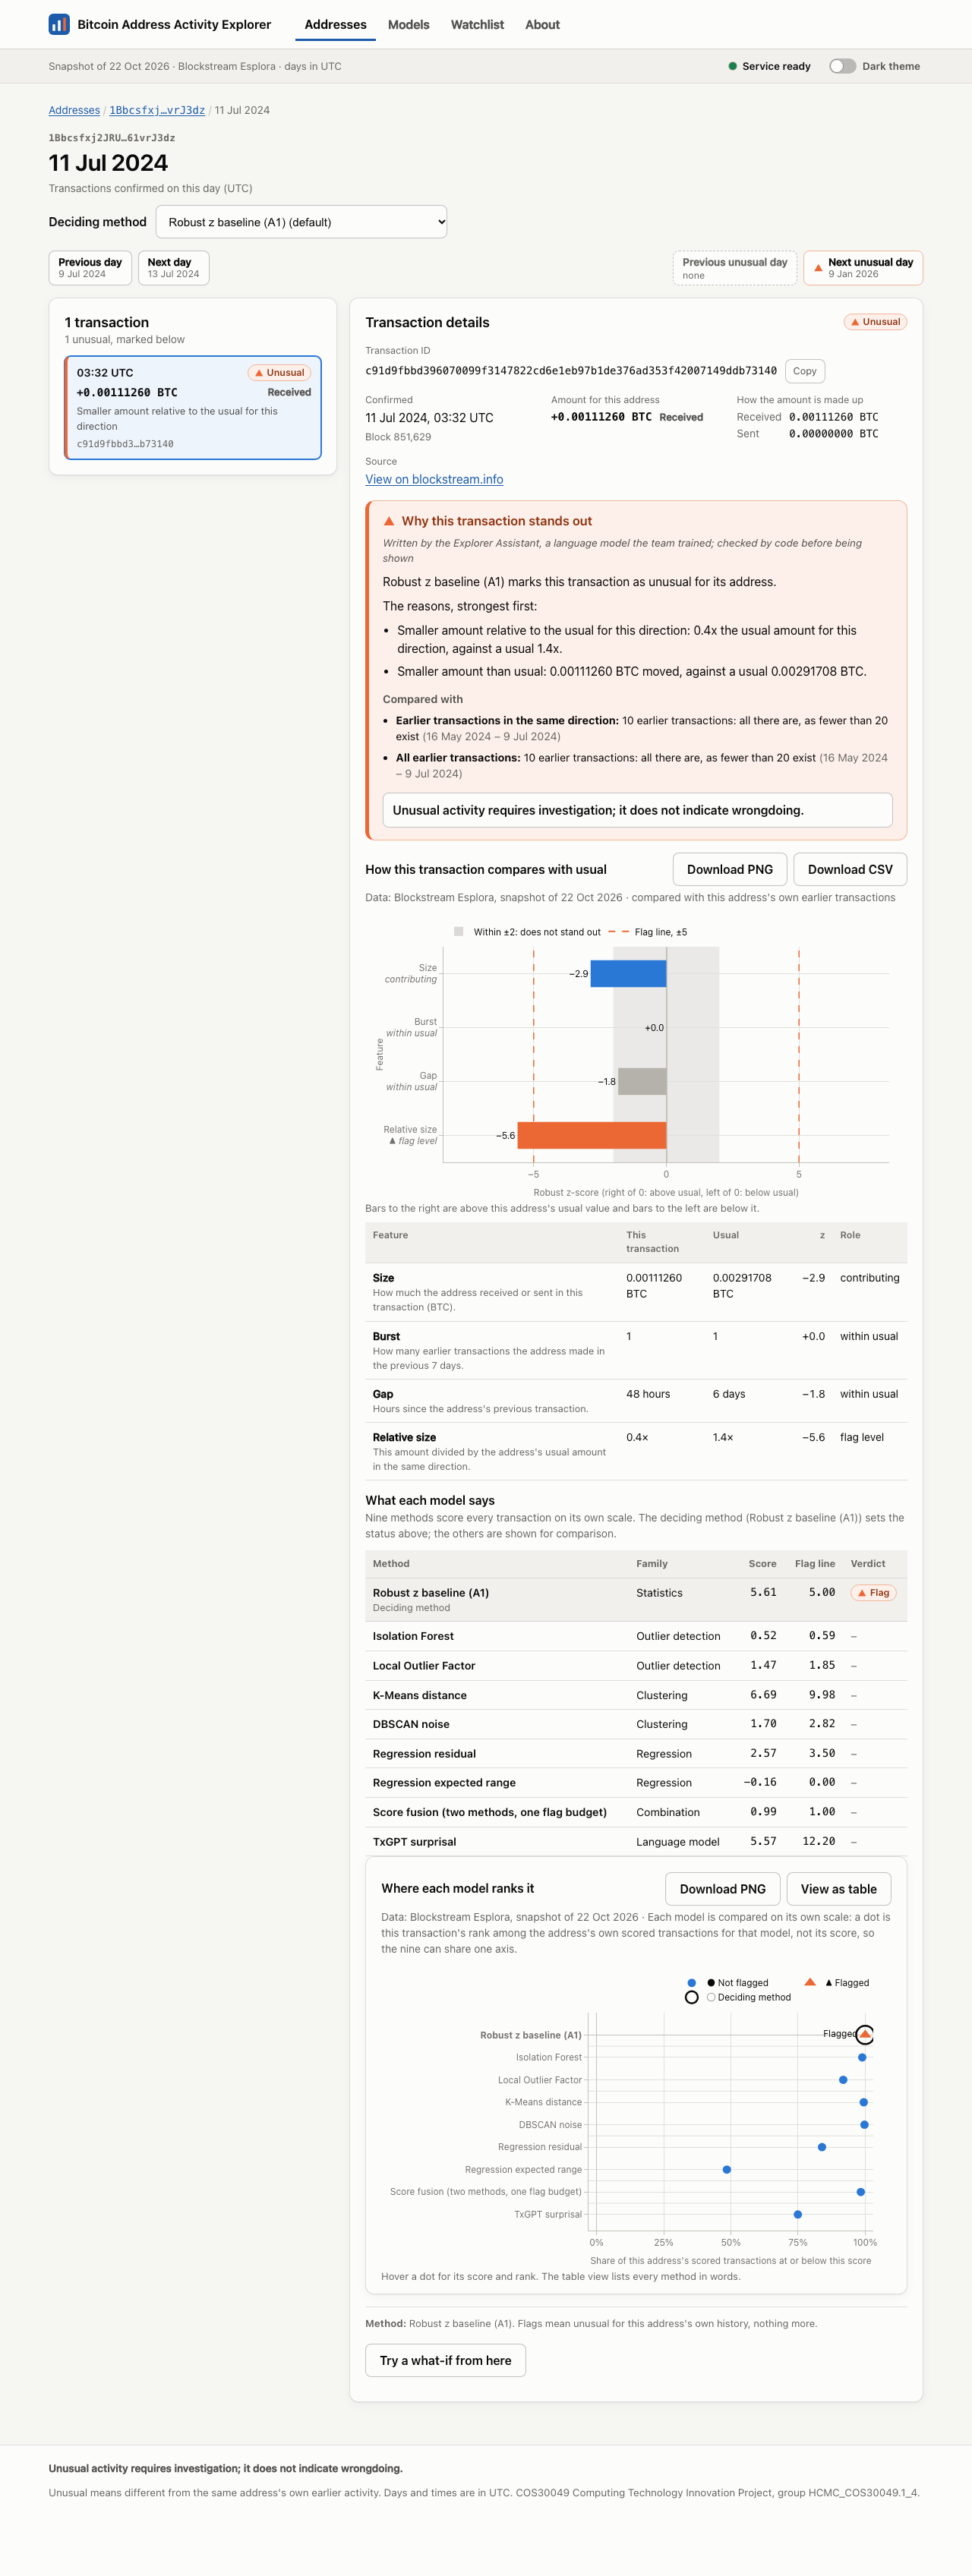 Bitcoin Address Activity Explorer
Addresses
Models
Watchlist
About
Snapshot of 22 Oct 2026 · Blockstream Esplora · days in UTC
Service ready
Dark theme
Addresses / 1Bbcsfxj…vrJ3dz / 11 Jul 2024
1Bbcsfxj2JRU…61vrJ3dz
11 Jul 2024
Transactions confirmed on this day (UTC)
Deciding method
Robust z baseline (A1) (default)
Previous day
9 Jul 2024
Next day
13 Jul 2024
Previous unusual day
none
▲ Next unusual day
9 Jan 2026
1 transaction
1 unusual, marked below
03:32 UTC
▲ Unusual
+0.00111260 BTC
Received
Smaller amount relative to the usual for this
direction
c91d9fbbd3…b73140
Transaction details
▲ Unusual
Transaction ID
c91d9fbbd396070099f3147822cd6e1eb97b1de376ad353f42007149ddb73140
Copy
Confirmed
11 Jul 2024, 03:32 UTC
Block 851,629
Amount for this address
+0.00111260 BTC Received
How the amount is made up
Received 0.00111260 BTC
Sent 0.00000000 BTC
Source
View on blockstream.info
▲ Why this transaction stands out
Written by the Explorer Assistant, a language model the team trained; checked by code before being
shown
Robust z baseline (A1) marks this transaction as unusual for its address.
The reasons, strongest first:
• Smaller amount relative to the usual for this direction: 0.4x the usual amount for this
direction, against a usual 1.4x.
• Smaller amount than usual: 0.00111260 BTC moved, against a usual 0.00291708 BTC.
Compared with
• Earlier transactions in the same direction: 10 earlier transactions: all there are, as fewer than 20
exist (16 May 2024 – 9 Jul 2024)
• All earlier transactions: 10 earlier transactions: all there are, as fewer than 20 exist (16 May 2024
– 9 Jul 2024)
Unusual activity requires investigation; it does not indicate wrongdoing.
How this transaction compares with usual
Download PNG
Download CSV
Data: Blockstream Esplora, snapshot of 22 Oct 2026 · compared with this address's own earlier transactions
Within ±2: does not stand out
Flag line, ±5
Feature
Size
contributing
−2.9
Burst
within usual
+0.0
Gap
within usual
−1.8
Relative size
▲ flag level
−5.6
−5
0
5
Robust z-score (right of 0: above usual, left of 0: below usual)
Bars to the right are above this address's usual value and bars to the left are below it.
Feature
This
transaction
Usual
z
Role
Size
How much the address received or sent in this
transaction (BTC).
0.00111260
BTC
0.00291708
BTC
−2.9
contributing
Burst
How many earlier transactions the address made in
the previous 7 days.
1
1
+0.0
within usual
Gap
Hours since the address's previous transaction.
48 hours
6 days
−1.8
within usual
Relative size
This amount divided by the address's usual amount
in the same direction.
0.4×
1.4×
−5.6
flag level
What each model says
Nine methods score every transaction on its own scale. The deciding method (Robust z baseline (A1)) sets the
status above; the others are shown for comparison.
Method Family Score Flag line Verdict
Robust z baseline (A1) Statistics 5.61 5.00 ▲ Flag
Deciding method
Isolation Forest Outlier detection 0.52 0.59 –
Local Outlier Factor Outlier detection 1.47 1.85 –
K-Means distance Clustering 6.69 9.98 –
DBSCAN noise Clustering 1.70 2.82 –
Regression residual Regression 2.57 3.50 –
Regression expected range Regression −0.16 0.00 –
Score fusion (two methods, one flag budget) Combination 0.99 1.00 –
TxGPT surprisal Language model 5.57 12.20 –
Where each model ranks it
Download PNG
View as table
Data: Blockstream Esplora, snapshot of 22 Oct 2026 · Each model is compared on its own scale: a dot is
this transaction's rank among the address's own scored transactions for that model, not its score, so
the nine can share one axis.
● Not flagged
▲ Flagged
○ Deciding method
Robust z baseline (A1)
Flagged
Isolation Forest
Local Outlier Factor
K-Means distance
DBSCAN noise
Regression residual
Regression expected range
Score fusion (two methods, one flag budget)
TxGPT surprisal
0%
25%
50%
75%
100%
Share of this address's scored transactions at or below this score
Hover a dot for its score and rank. The table view lists every method in words.
Method: Robust z baseline (A1). Flags mean unusual for this address's own history, nothing more.
Try a what-if from here
Unusual activity requires investigation; it does not indicate wrongdoing.
Unusual means different from the same address's own earlier activity. Days and times are in UTC. COS30049 Computing Technology Innovation Project, group HCMC_COS30049.1_4.